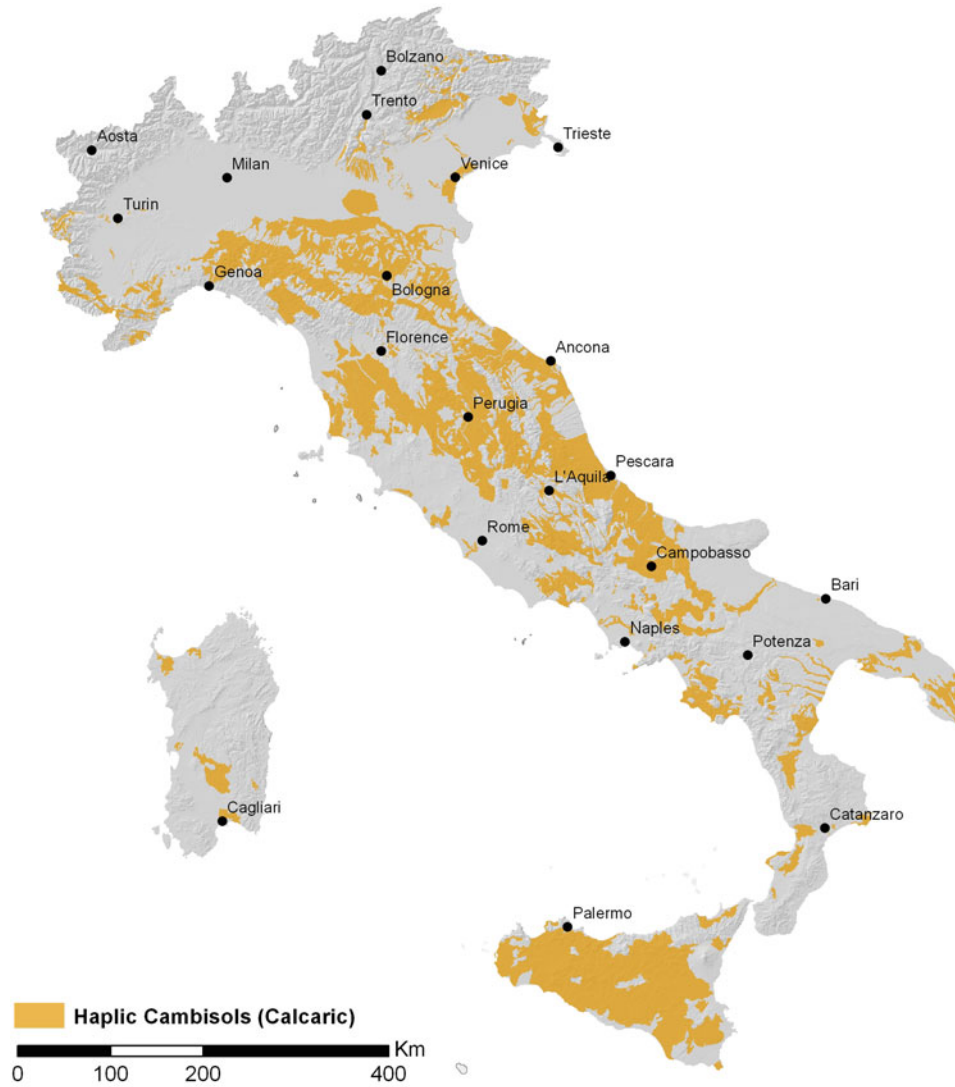 Bolzano
Trento
Aosta
Trieste
Milan
Venice
Turin
Genoa
Bologna
Florence
Ancona
Perugia
Pescara
L'Aquila
Rome
Campobasso
Bari
Naples
Potenza
Cagliari
Catanzaro
Palermo
Haplic Cambisols (Calcaric)
Km
0 100 200 400